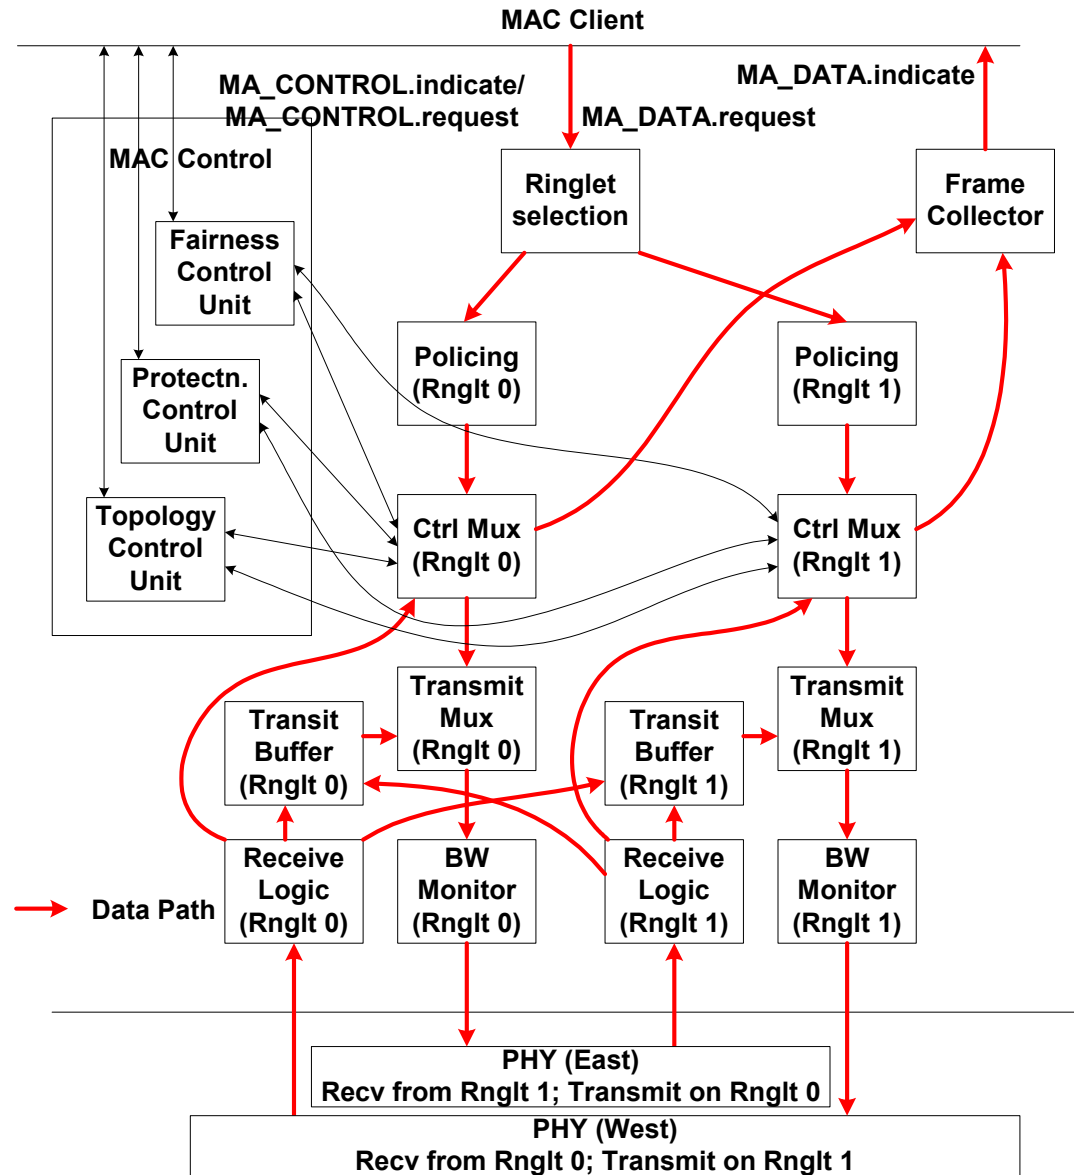 MAC Client
MA_CONTROL.indicate/
MA_CONTROL.request
MA_DATA.request
MA_DATA.indicate
MAC Control
Ringlet
selection
Frame
Collector
Fairness
Control
Unit
Policing
(Rnglt 0)
Policing
(Rnglt 1)
Protectn.
Control
Unit
Topology
Control
Unit
Ctrl Mux
(Rnglt 0)
Ctrl Mux
(Rnglt 1)
Transit
Buffer
(Rnglt 0)
Transmit
Mux
(Rnglt 0)
Transit
Buffer
(Rnglt 1)
Transmit
Mux
(Rnglt 1)
Data Path
Receive
Logic
(Rnglt 0)
BW
Monitor
(Rnglt 0)
Receive
Logic
(Rnglt 1)
BW
Monitor
(Rnglt 1)
PHY (East)
Recv from Rnglt 1; Transmit on Rnglt 0
PHY (West)
Recv from Rnglt 0; Transmit on Rnglt 1